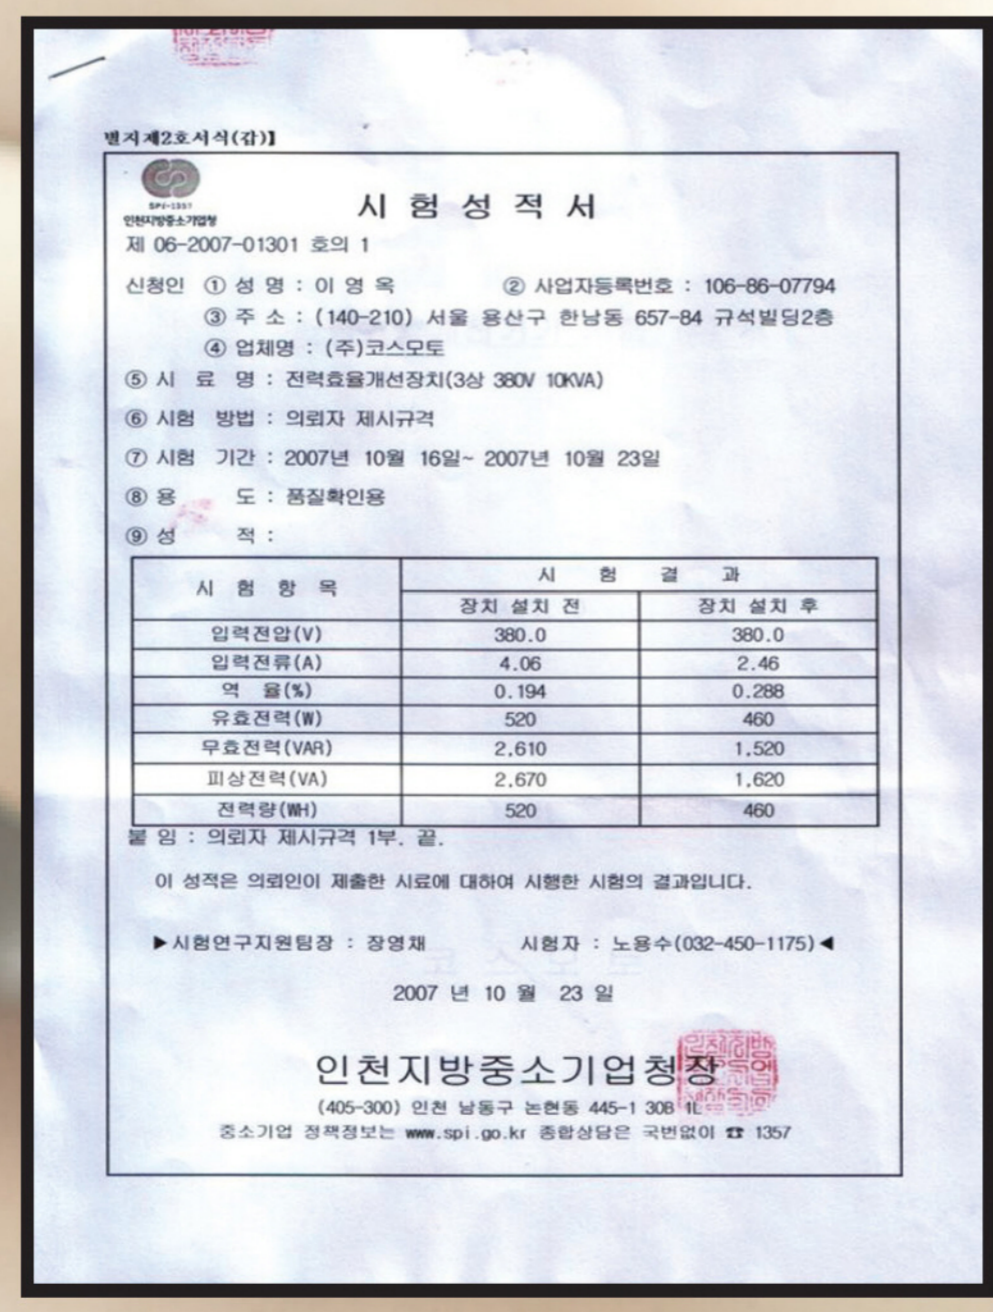 별지제2호서식(갑)】
SPI-1357
인천지방중소기업청
시 험 성 적 서
제 06-2007-01301 호의 1
신청인 ① 성 명 : 이 영 옥 ② 사업자등록번호 : 106-86-07794
③ 주 소 : (140-210) 서울 용산구 한남동 657-84 규석빌딩2층
④ 업체명 : (주)코스모토
⑤ 시 료 명 : 전력효율개선장치(3상 380V 10KVA)
⑥ 시험 방법 : 의뢰자 제시규격
⑦ 시험 기간 : 2007년 10월 16일~ 2007년 10월 23일
⑧ 용 도 : 품질확인용
⑨ 성 적 :
시 험 항 목 시 험 결 과
장치 설치 전 장치 설치 후
입력전압(V) 380.0 380.0
입력전류(A) 4.06 2.46
역 율(%) 0.194 0.288
유효전력(W) 520 460
무효전력(VAR) 2,610 1,520
피상전력(VA) 2,670 1,620
전력량(WH) 520 460
붙 임 : 의뢰자 제시규격 1부. 끝.
이 성적은 의뢰인이 제출한 시료에 대하여 시행한 시험의 결과입니다.
▶시험연구지원팀장 : 장영채 시험자 : 노용수(032-450-1175)◀
코스모토
2007 년 10 월 23 일
인천지방중소기업청장
(405-300) 인천 남동구 논현동 445-1 30B 1L
중소기업 정책정보는 www.spi.go.kr 종합상담은 국번없이 ☎ 1357